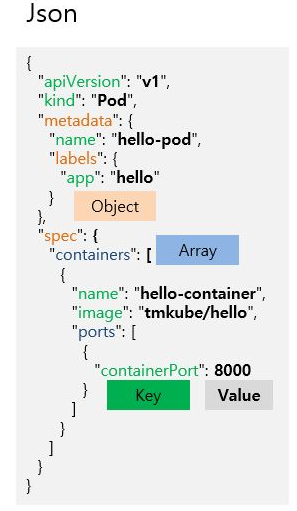 Json
{
"apiVersion": "v1",
"kind": "Pod",
"metadata": {
"name": "hello-pod",
"labels": {
"app": "hello"
}
Object
},
"spec": {
"containers": [
Array
{
"name": "hello-container",
"image": "tmkube/hello",
"ports": [
{
"containerPort": 8000
}
Key
Value
]
}
]
}
}